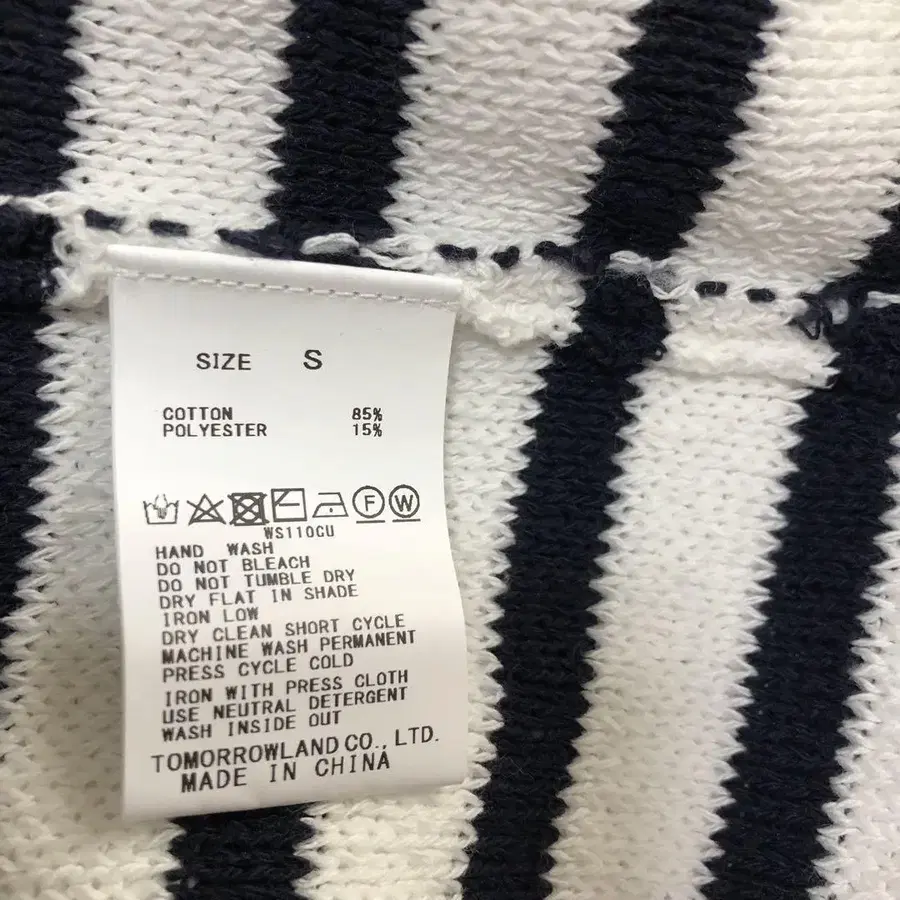 SIZE S
COTTON 85%
POLYESTER 15%
F W
WS110GU
HAND WASH
DO NOT BLEACH
DO NOT TUMBLE DRY
DRY FLAT IN SHADE
IRON LOW
DRY CLEAN SHORT CYCLE
MACHINE WASH PERMANENT
PRESS CYCLE COLD
IRON WITH PRESS CLOTH
USE NEUTRAL DETERGENT
WASH INSIDE OUT
TOMORROWLAND CO., LTD.
MADE IN CHINA